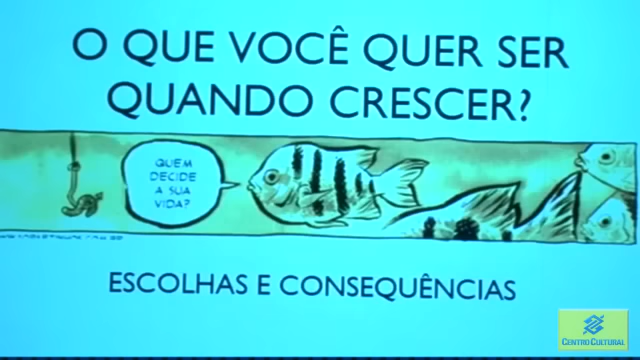 O QUE VOCÊ QUER SER
QUANDO CRESCER?
QUEM
DECIDE
A SUA
VIDA?
ESCOLHAS E CONSEQUÊNCIAS
CENTRO CULTURAL